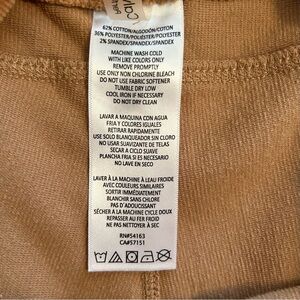 62% COTTON/ALGODÓN/COTON
36% POLYESTER/POLIÉSTER/POLYESTER
2% SPANDEX/SPANDEX/SPANDEX
MACHINE WASH COLD
WITH LIKE COLORS ONLY
REMOVE PROMPTLY
USE ONLY NON CHLORINE BLEACH
DO NOT USE FABRIC SOFTENER
TUMBLE DRY LOW
COOL IRON IF NECESSARY
DO NOT DRY CLEAN
LAVAR A MAQUINA CON AGUA
FRIA Y COLORES IGUALES
RETIRAR RAPIDAMENTE
USE SOLO BLANQUEADOR SIN CLORO
NO USAR SUAVIZANTE DE TELAS
SECAR A CICLO SUAVE
PLANCHA FRIA SI ES NECESARIO
NO LAVE EN SECO
LAVER À LA MACHINE À LEAU FROIDE
AVEC COULEURS SIMILAIRES
SORTIR IMMÉDIATEMENT
BLANCHIR SANS CHLORE
PAS D'ADOUCISSANT
SÉCHER A LA MACHINE CYCLE DOUX
REPASSER AU FER FROID
NE PAS NETTOYER À SEC
RN#54163
CA#57151